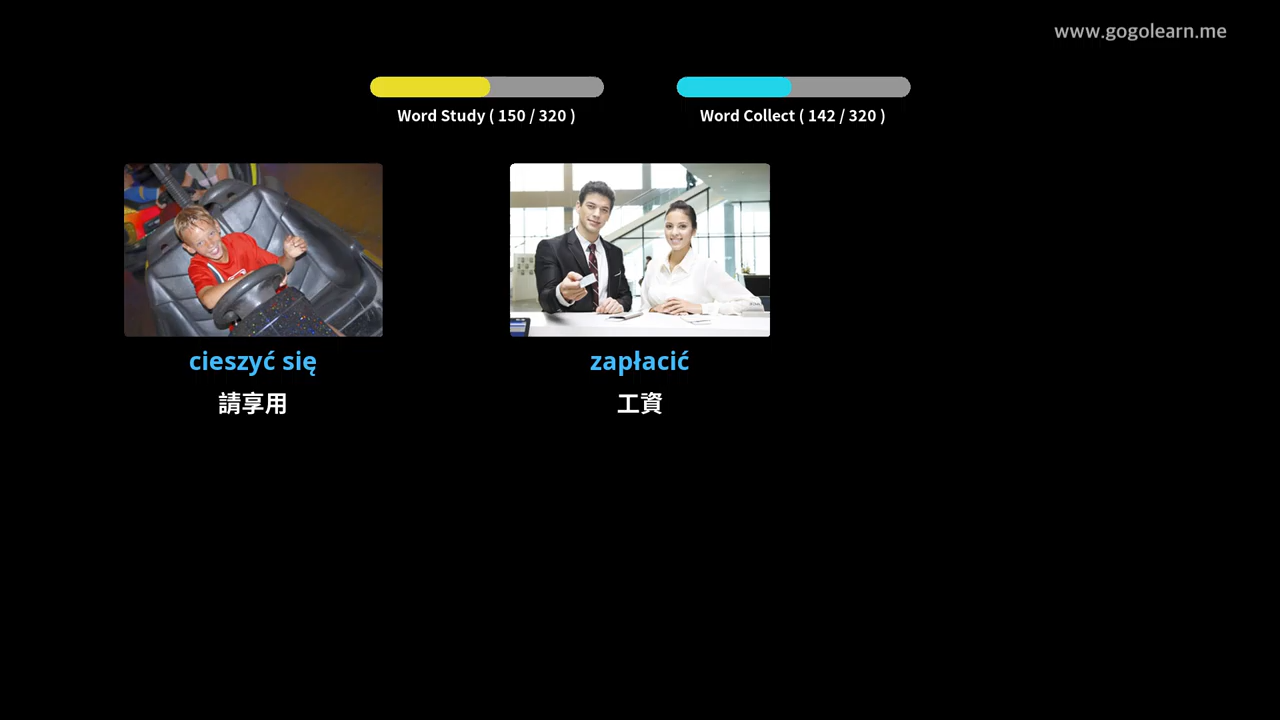 www.gogolearn.me
Word Study ( 150 / 320 )
Word Collect ( 142 / 320 )
cieszyć się
zapłacić
請享用
工資